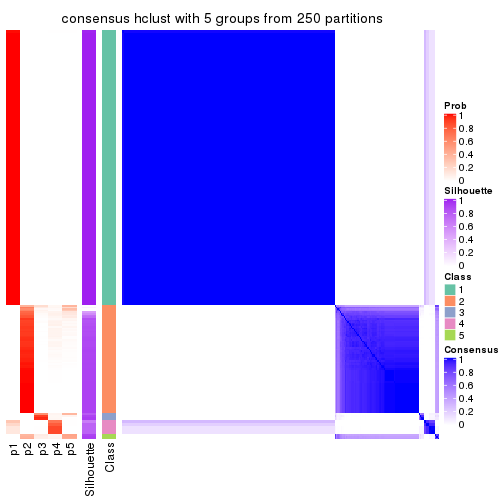 consensus hclust with 5 groups from 250 partitions
Prob
1
0.8
0.6
0.4
0.2
0
Silhouette
1
0.8
0.6
0.4
0.2
0
Class
1
2
3
4
5
Consensus
1
0.8
0.6
0.4
0.2
0
p1
p2
p3
p4
p5
Silhouette
Class